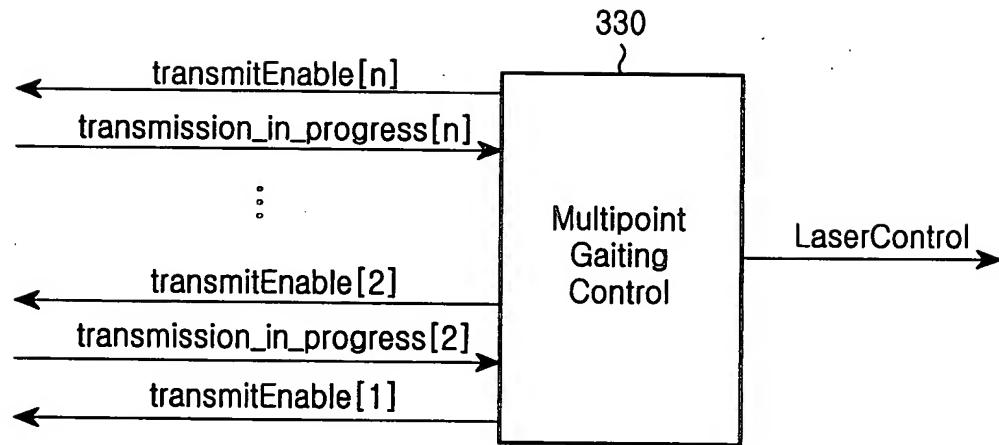 330
transmitEnable[n]
transmission_in_progress[n]
Multipoint
Gaiting
Control
LaserControl
transmitEnable[2]
transmission_in_progress[2]
transmitEnable[1]